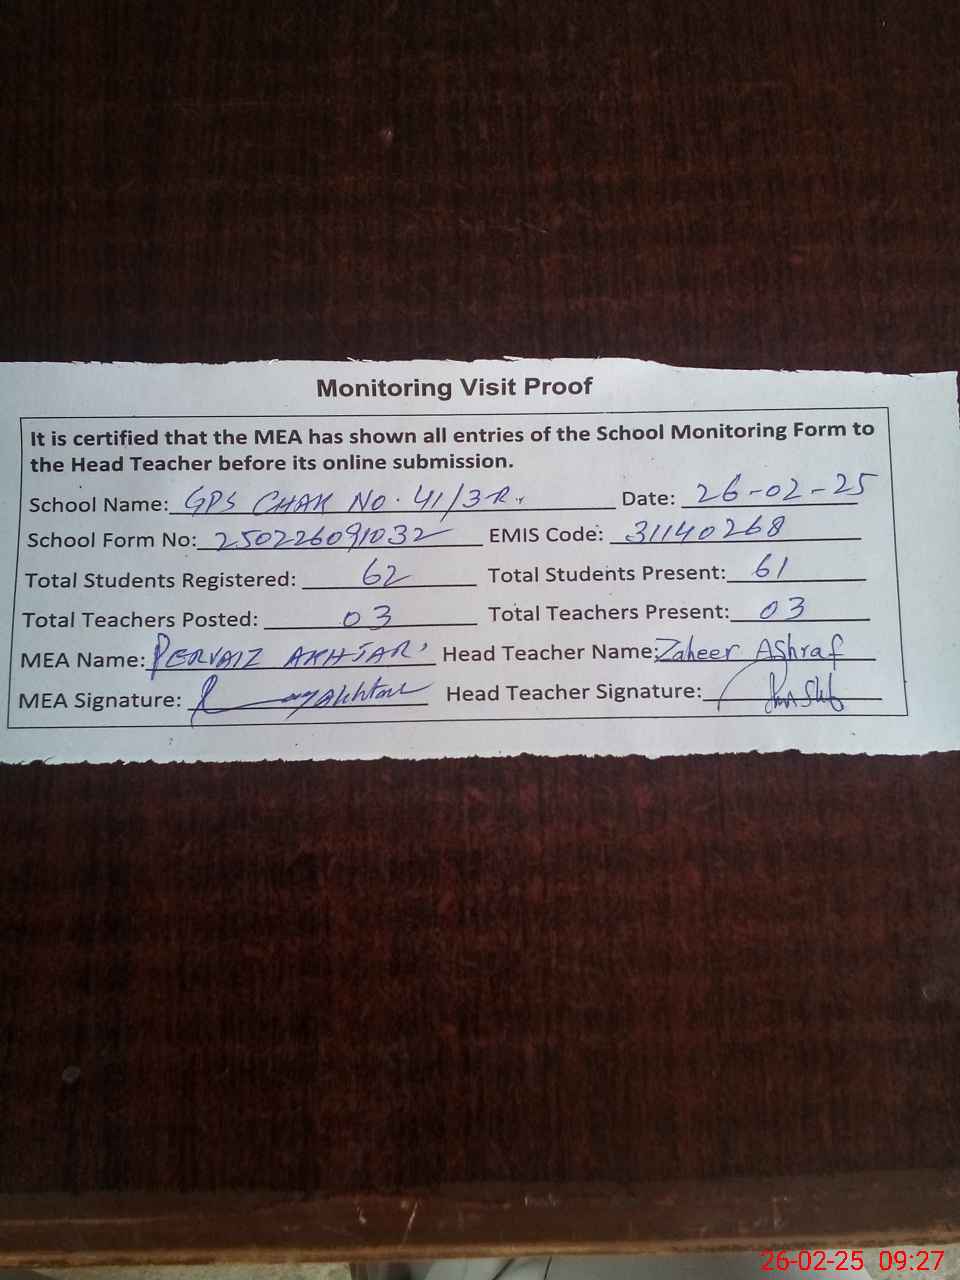 Monitoring Visit Proof
It is certified that the MEA has shown all entries of the School Monitoring Form to
the Head Teacher before its online submission.
School Name: GPS CHAK NO. 41/3-R. Date: 26-02-25
School Form No: 250226091032 EMIS Code: 31140268
Total Students Registered: 62 Total Students Present: 61
Total Teachers Posted: 03 Total Teachers Present: 03
MEA Name: PERVAIZ AKHTAR Head Teacher Name: Zaheer Ashraf
MEA Signature: Head Teacher Signature:
26-02-25 09:27